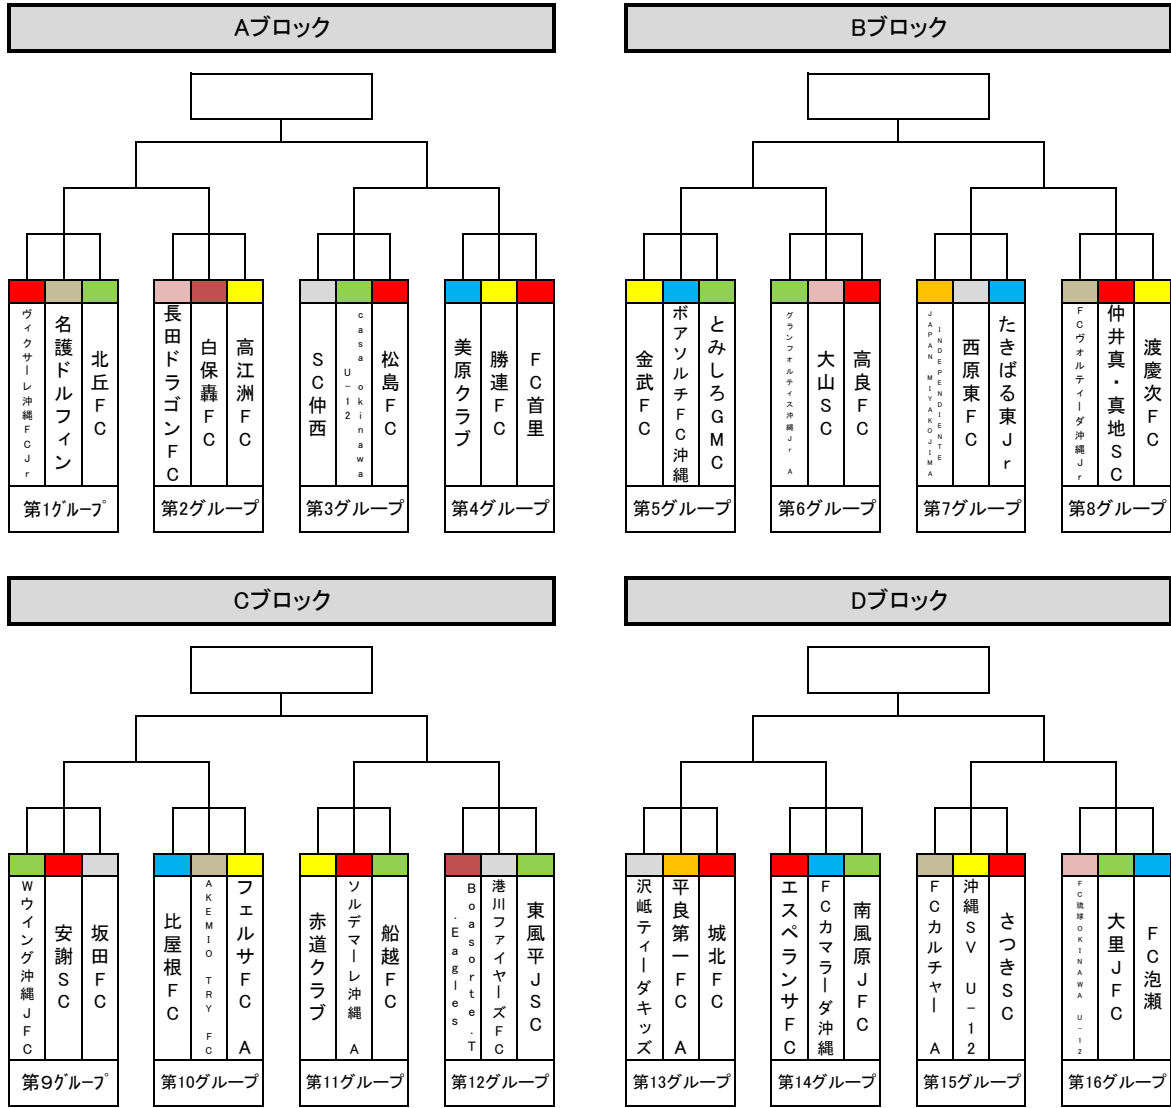 Aブロック
Bブロック
ヴィクサーレ沖縄FCJr
名護ドルフィン
北丘FC
長田ドラゴンFC
白保轟FC
高江洲FC
SC仲西
casa okinawa U-12
松島FC
美原クラブ
勝連FC
FC首里
金武FC
ボアソルチFC沖縄
とみしろGMC
グランフォルティス沖縄Jr A
大山SC
高良FC
INDEPENDIENTE
JAPAN MIYAKOJIMA
西原東FC
たきばる東Jr
FCヴォルティーダ沖縄Jr
仲井真・真地SC
渡慶次FC
第1グループ
第2グループ
第3グループ
第4グループ
第5グループ
第6グループ
第7グループ
第8グループ
Cブロック
Dブロック
Wウイング沖縄JFC
安謝SC
坂田FC
比屋根FC
AKEMIO TRY FC
フェルサFC A
赤道クラブ
ソルデマーレ沖縄 A
船越FC
Boasorte.T.Eagles
港川ファイヤーズFC
東風平JSC
沢岻ティーダキッズ
平良第一FC A
城北FC
エスペランサFC
FCカマラーダ沖縄
南風原JFC
FCカルチャー A
沖縄SV U-12
さつきSC
FC琉球OKINAWA U-12
大里JFC
FC泡瀬
第9グループ
第10グループ
第11グループ
第12グループ
第13グループ
第14グループ
第15グループ
第16グループ